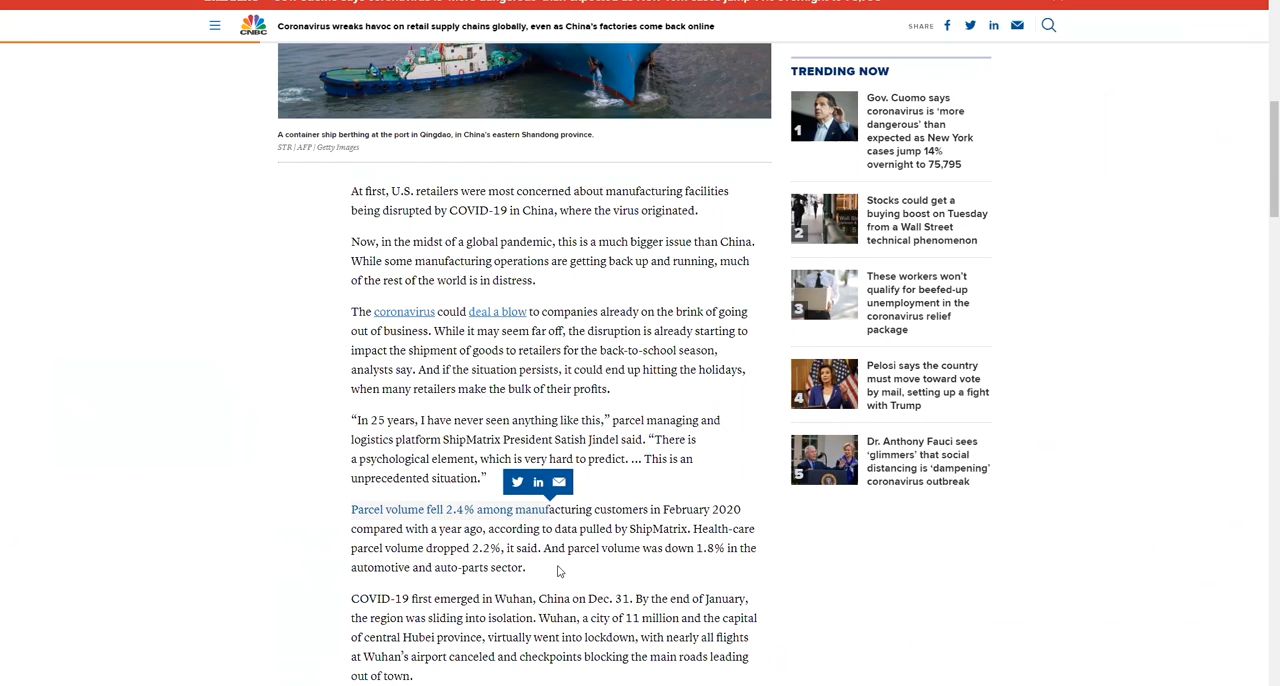 CNBC
Coronavirus wreaks havoc on retail supply chains globally, even as China's factories come back online
SHARE
A container ship berthing at the port in Qingdao, in China's eastern Shandong province.
STR | AFP | Getty Images
At first, U.S. retailers were most concerned about manufacturing facilities
being disrupted by COVID-19 in China, where the virus originated.
Now, in the midst of a global pandemic, this is a much bigger issue than China.
While some manufacturing operations are getting back up and running, much
of the rest of the world is in distress.
The coronavirus could deal a blow to companies already on the brink of going
out of business. While it may seem far off, the disruption is already starting to
impact the shipment of goods to retailers for the back-to-school season,
analysts say. And if the situation persists, it could end up hitting the holidays,
when many retailers make the bulk of their profits.
“In 25 years, I have never seen anything like this,” parcel managing and
logistics platform ShipMatrix President Satish Jindel said. “There is
a psychological element, which is very hard to predict. ... This is an
unprecedented situation.”
Parcel volume fell 2.4% among manufacturing customers in February 2020
compared with a year ago, according to data pulled by ShipMatrix. Health-care
parcel volume dropped 2.2%, it said. And parcel volume was down 1.8% in the
automotive and auto-parts sector.
COVID-19 first emerged in Wuhan, China on Dec. 31. By the end of January,
the region was sliding into isolation. Wuhan, a city of 11 million and the capital
of central Hubei province, virtually went into lockdown, with nearly all flights
at Wuhan's airport canceled and checkpoints blocking the main roads leading
out of town.
TRENDING NOW
1
Gov. Cuomo says
coronavirus is ‘more
dangerous’ than
expected as New York
cases jump 14%
overnight to 75,795
2
Stocks could get a
buying boost on Tuesday
from a Wall Street
technical phenomenon
3
These workers won't
qualify for beefed-up
unemployment in the
coronavirus relief
package
4
Pelosi says the country
must move toward vote
by mail, setting up a fight
with Trump
5
Dr. Anthony Fauci sees
‘glimmers’ that social
distancing is ‘dampening’
coronavirus outbreak